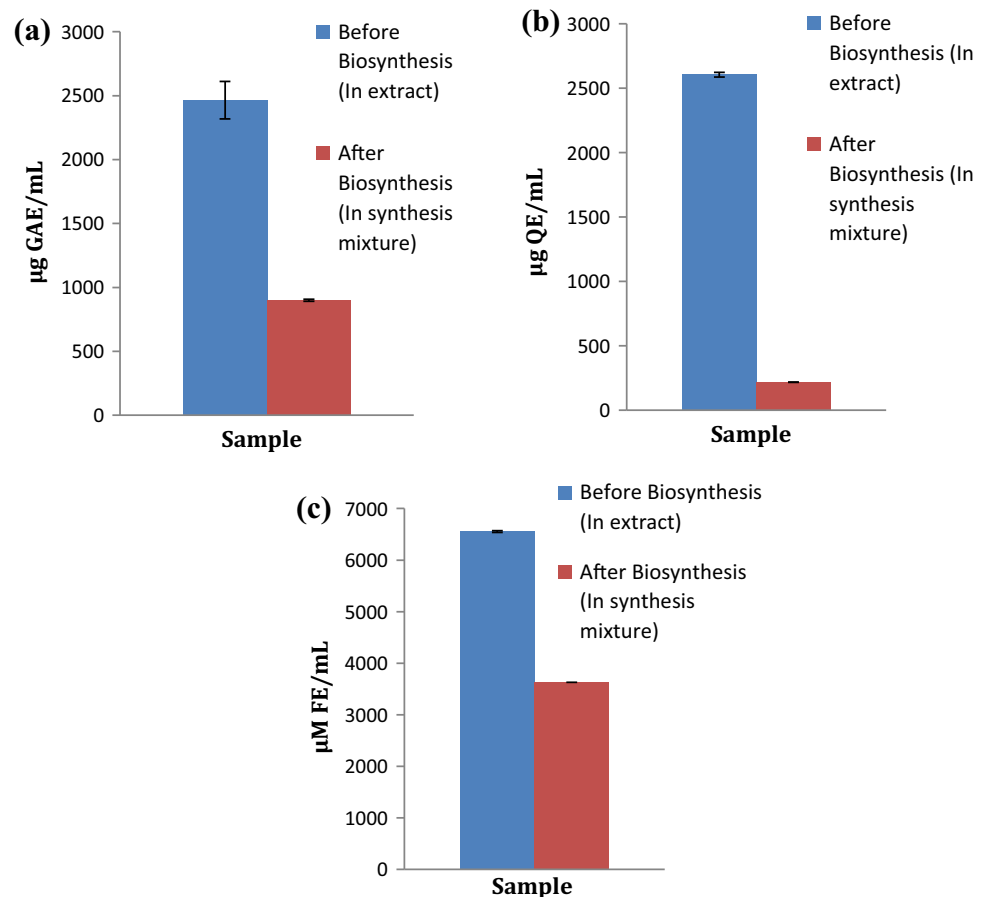 (a)
3000
2500
2000
1500
1000
500
0
µg GAE/mL
Sample
Before
Biosynthesis
(In extract)
After
Biosynthesis
(In synthesis
mixture)
(b)
3000
2500
2000
1500
1000
500
0
µg QE/mL
Sample
Before
Biosynthesis (In
extract)
After
Biosynthesis (In
synthesis
mixture)
(c)
7000
6000
5000
4000
3000
2000
1000
0
µM FE/mL
Sample
Before Biosynthesis
(In extract)
After Biosynthesis
(In synthesis
mixture)